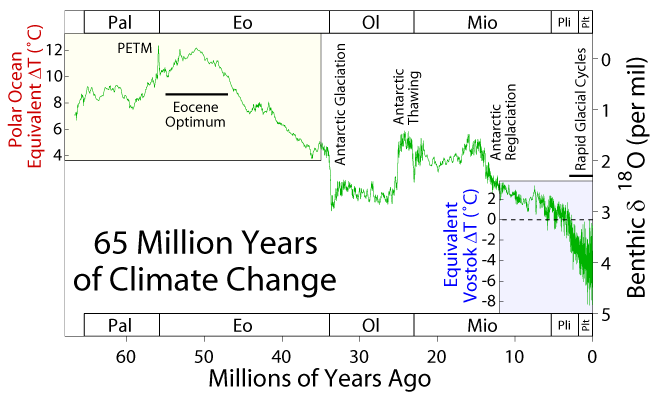 Pal Eo Ol Mio Pli Plt
Polar Ocean
Equivalent ΔT (°C)
12
10
8
6
4
PETM
Eocene
Optimum
Antarctic Glaciation
Antarctic
Thawing
Antarctic
Reglaciation
Rapid Glacial Cycles
0
1
2
3
4
5
Benthic δ 18O (per mil)
Equivalent
Vostok ΔT (°C)
2
0
-2
-4
-6
-8
65 Million Years
of Climate Change
Pal Eo Ol Mio Pli Plt
60 50 40 30 20 10 0
Millions of Years Ago